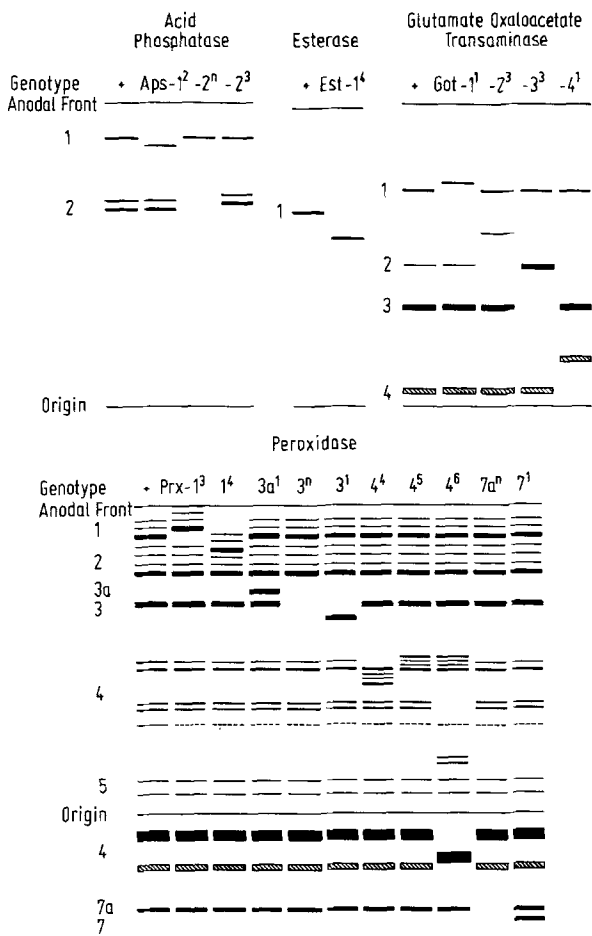 Acid
Phosphatase
Esterase
Glutamate Oxaloacetate
Transaminase
Genotype + Aps-1² -2ⁿ -2³ + Est-1⁴ + Got-1¹ -2³ -3³ -4¹
Anodal Front
1
2
1
1
2
3
4
Origin
Peroxidase
Genotype + Prx-1³ 1⁴ 3a¹ 3ⁿ 3¹ 4⁴ 4⁵ 4⁶ 7aⁿ 7¹
Anodal Front
1
2
3a
3
4
5
Origin
4
7a
7